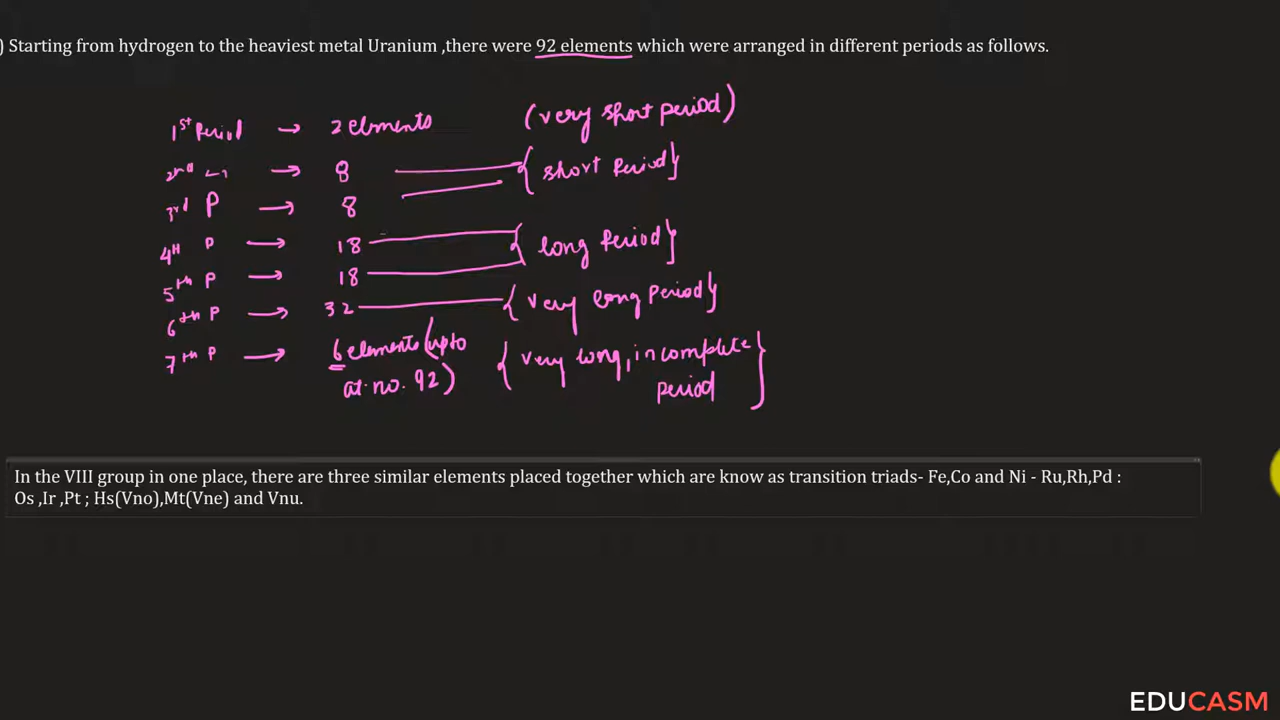 ) Starting from hydrogen to the heaviest metal Uranium ,there were 92 elements which were arranged in different periods as follows.
1st Period → 2 elments (very short period)
2nd → 8 {short Period}
3rd P → 8
4th P → 18 {long Period}
5th P → 18
6th P → 32 {very long Period}
7th P → 6 elements (upto at. no. 92) {very long, incomplete period}
In the VIII group in one place, there are three similar elements placed together which are know as transition triads- Fe,Co and Ni - Ru,Rh,Pd :
Os ,Ir ,Pt ; Hs(Vno),Mt(Vne) and Vnu.
EDUCASM